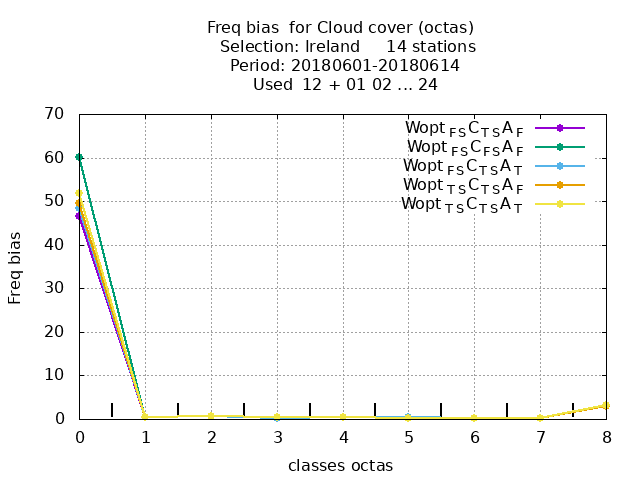 Freq bias  for Cloud cover (octas)
Selection: Ireland     14 stations
Period: 20180601-20180614
Used  12 + 01 02 ... 24
70
60
50
40
30
20
10
0
Freq bias
Wopt FS C TS A F
Wopt FS C FS A F
Wopt FS C TS A T
Wopt TS C TS A F
Wopt TS C TS A T
0 1 2 3 4 5 6 7 8
classes octas